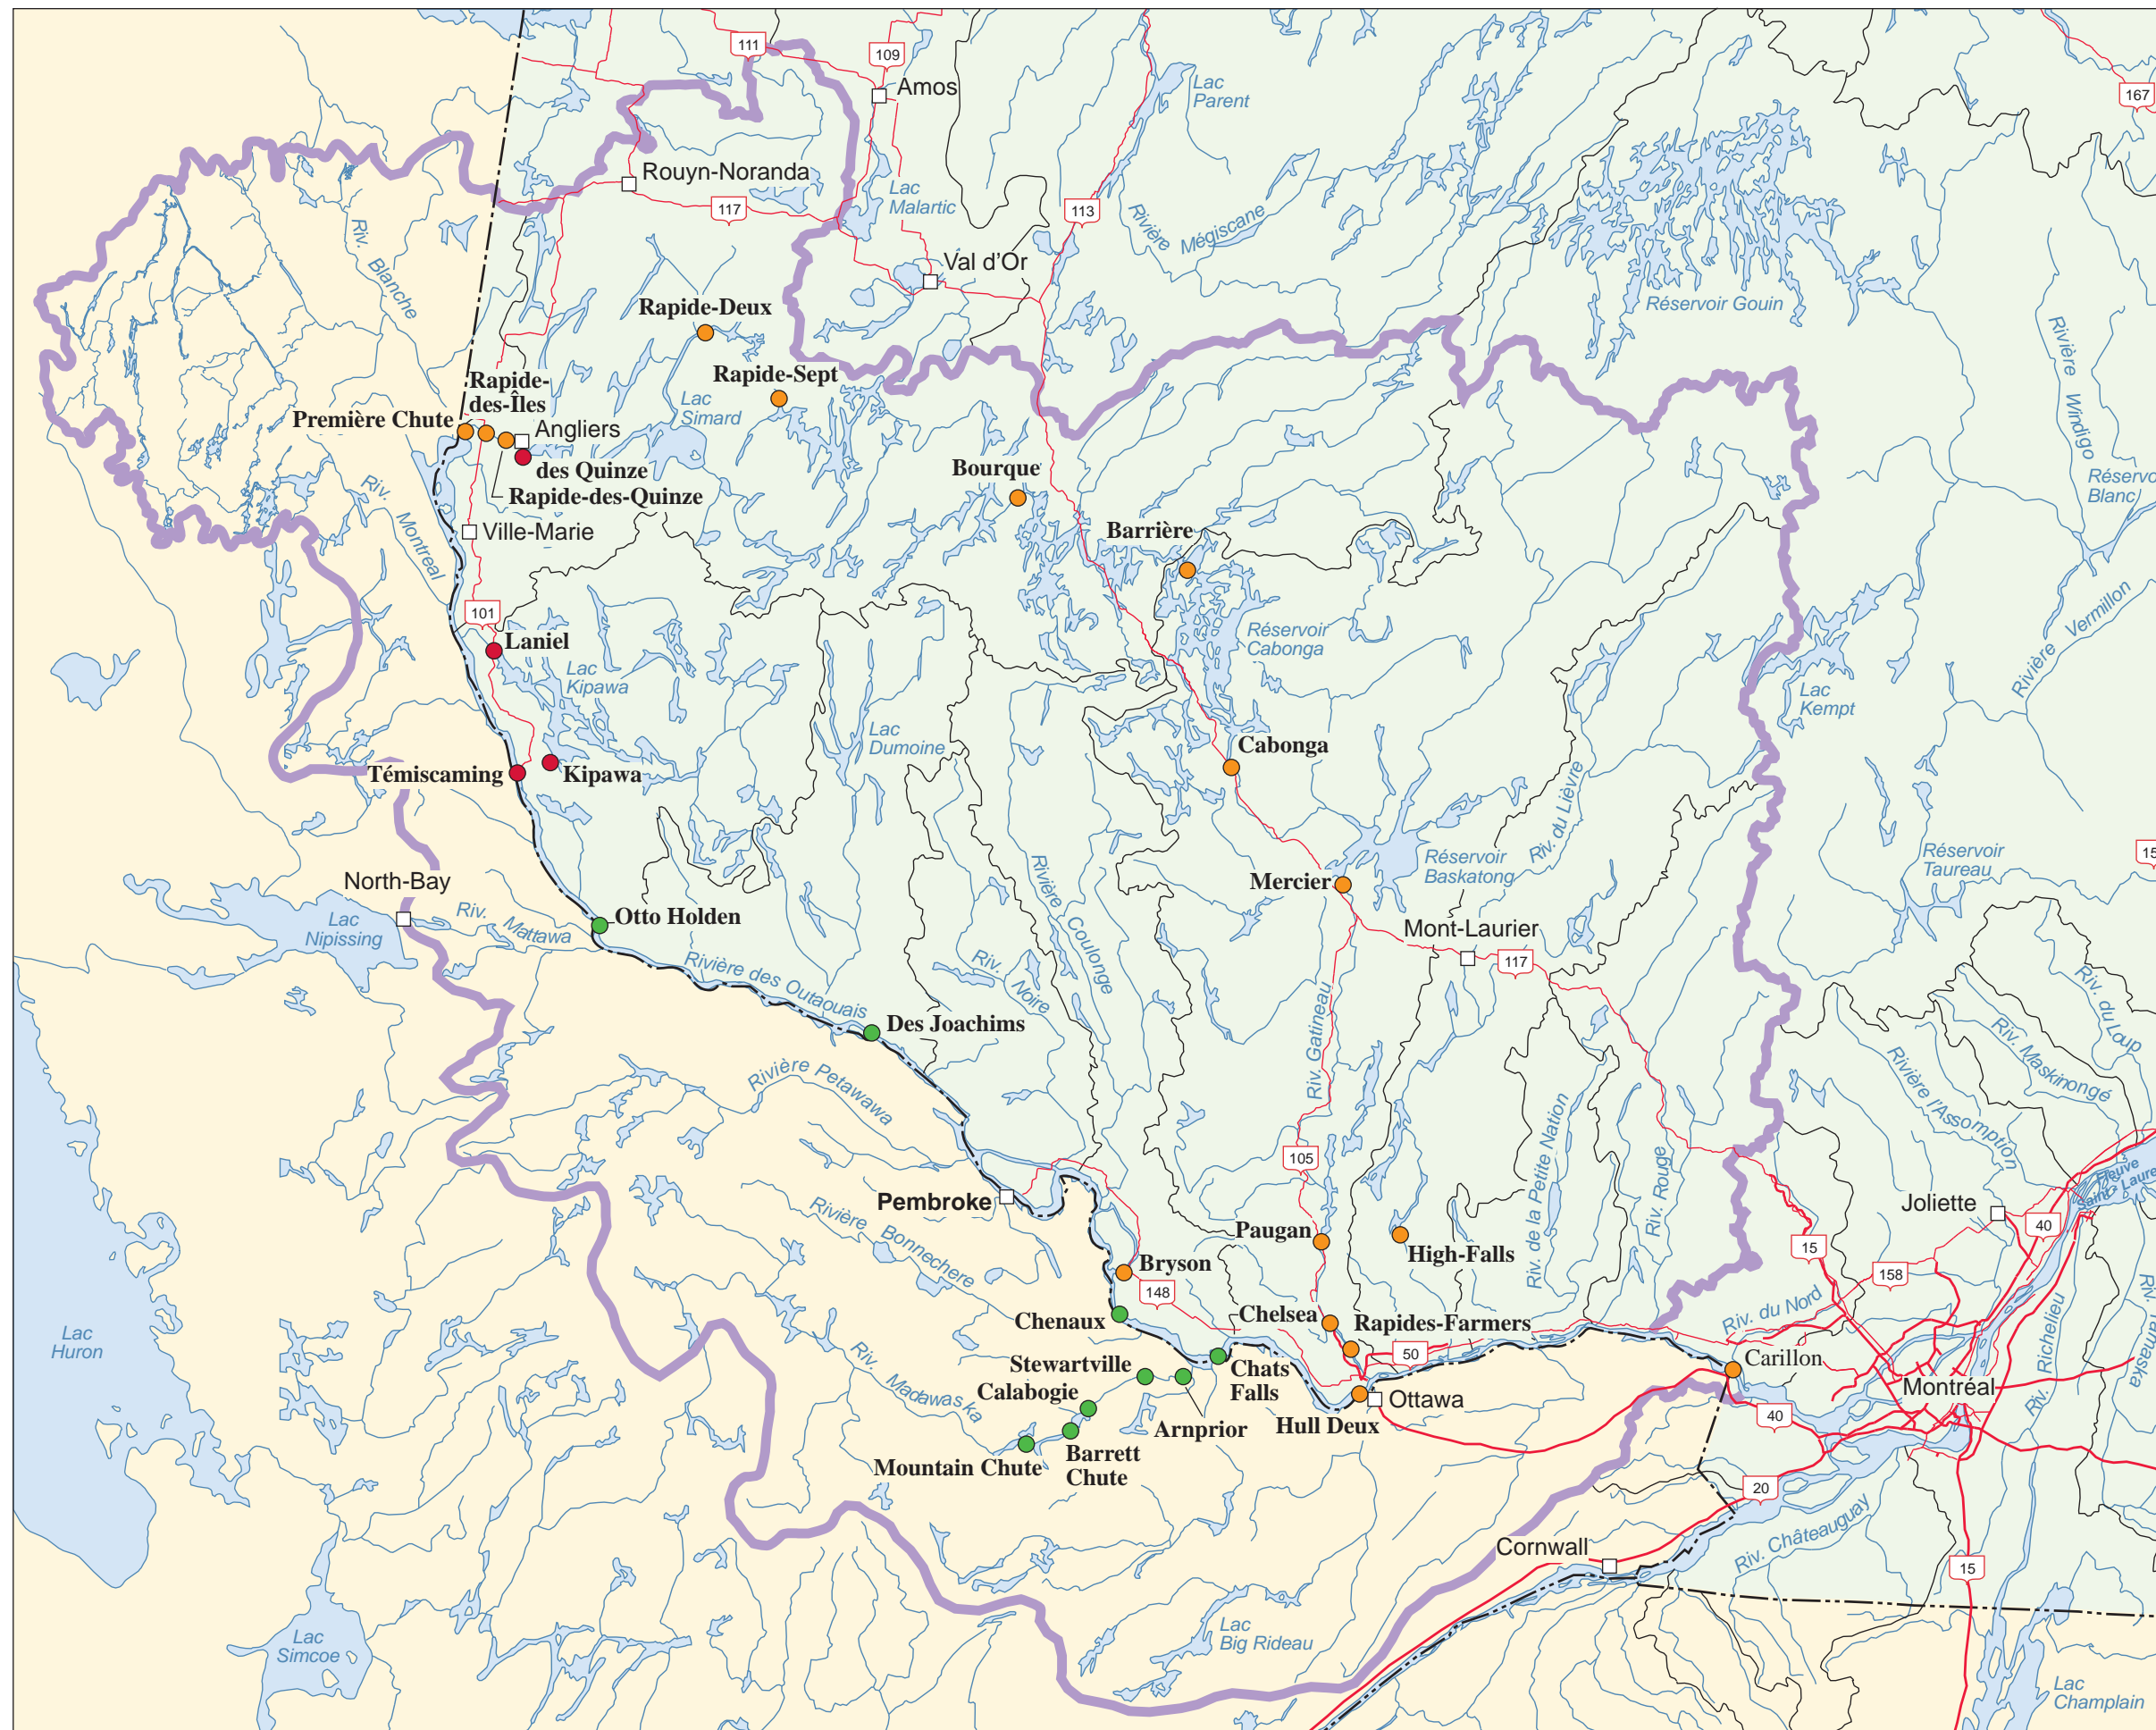 111
109
Amos
167
Lac
Parent
Rouyn-Noranda
117
Lac
Malartic
113
Rivière Mégiscane
Riv. Blanche
Val d’Or
Réservoir Gouin
Rapide-Deux
Rivière Windigo
Rapide-
des-Îles
Rapide-Sept
Lac
Simard
Première Chute
Angliers
des Quinze
Rapide-des-Quinze
Bourque
Réservo
Blanc
Riv. Montreal
Ville-Marie
Barrière
101
Laniel
Réservoir
Cabonga
Rivière Vermillon
Lac
Kipawa
Lac
Kempt
Lac
Dumoine
Cabonga
Témiscaming
Kipawa
Riv. du Lièvre
Réservoir
Baskatong
Réservoir
Taureau
15
Mercier
North-Bay
Lac
Nipissing
Riv. Mattawa
Otto Holden
Rivière Coulonge
Mont-Laurier
117
Rivière des Outaouais
Riv. Noire
Riv. du Loup
Des Joachims
Riv. Gatineau
Riv. Maskinongé
Rivière Petawawa
Rivière l'Assomption
Riv. de la Petite Nation
Riv. Rouge
105
Fleuve
Saint-Laure
Pembroke
Joliette
40
Rivière Bonnechere
Paugan
High-Falls
15
158
Bryson
148
Riv. du Nord
Riv. Richelieu
Chenaux
Chelsea
Rapides-Farmers
Lac
Huron
50
Carillon
Stewartville
Chats
Falls
Calabogie
Riv. Madawaska
Montréal
Ottawa
Hull Deux
Arnprior
40
Barrett
Chute
Mountain Chute
20
Riv. Châteauguay
Cornwall
15
Lac
Big Rideau
Lac
Simcoe
Lac
Champlain